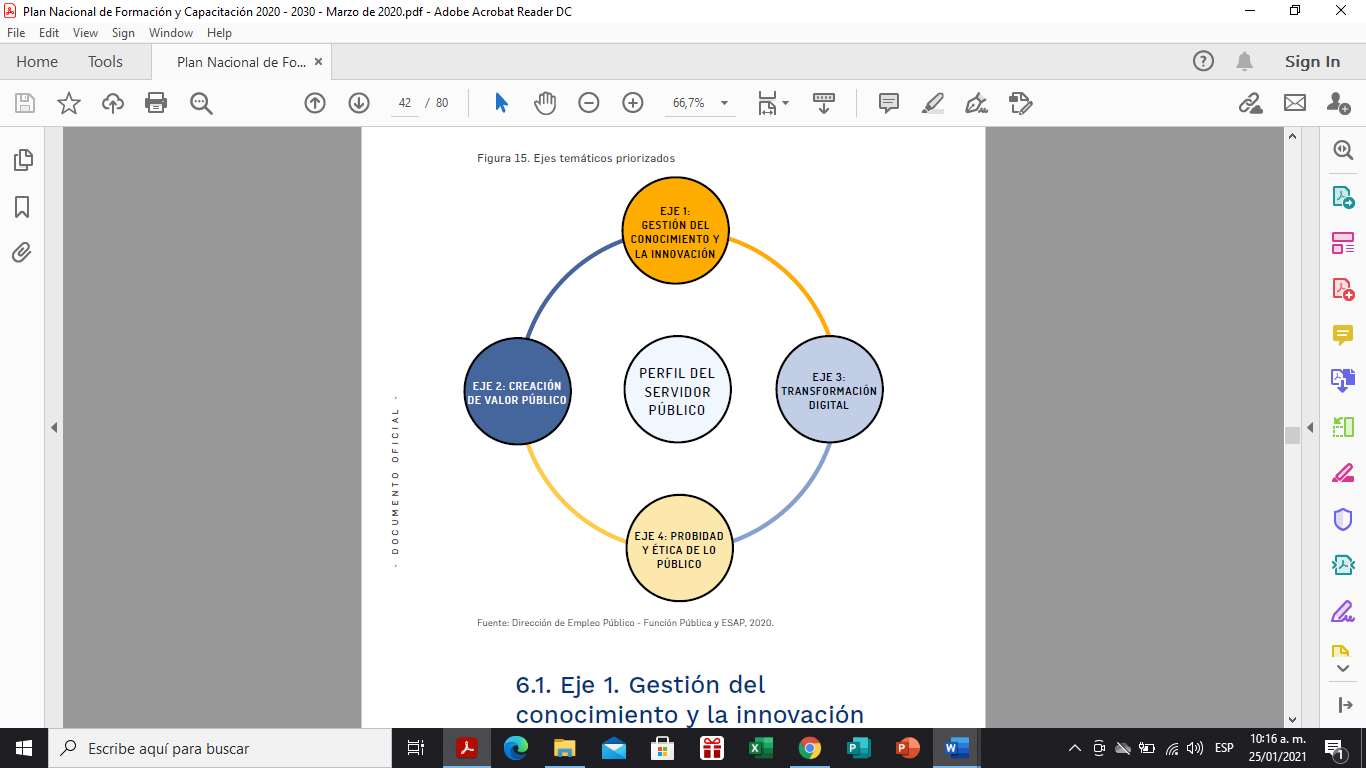 Plan Nacional de Formación y Capacitación 2020 - 2030 - Marzo de 2020.pdf - Adobe Acrobat Reader DC
File Edit View Sign Window Help
Home Tools Plan Nacional de Fo... × Sign In
42 / 80 66,7%
Figura 15. Ejes temáticos priorizados
EJE 1:
GESTIÓN DEL
CONOCIMIENTO Y
LA INNOVACIÓN
EJE 2: CREACIÓN
DE VALOR PÚBLICO
PERFIL DEL
SERVIDOR
PÚBLICO
EJE 3:
TRANSFORMACIÓN
DIGITAL
EJE 4: PROBIDAD
Y ÉTICA DE LO
PÚBLICO
- DOCUMENTO OFICIAL -
Fuente: Dirección de Empleo Público - Función Pública y ESAP, 2020.
6.1. Eje 1. Gestión del
conocimiento y la innovación
Escribe aquí para buscar
ESP
10:16 a. m.
25/01/2021
1